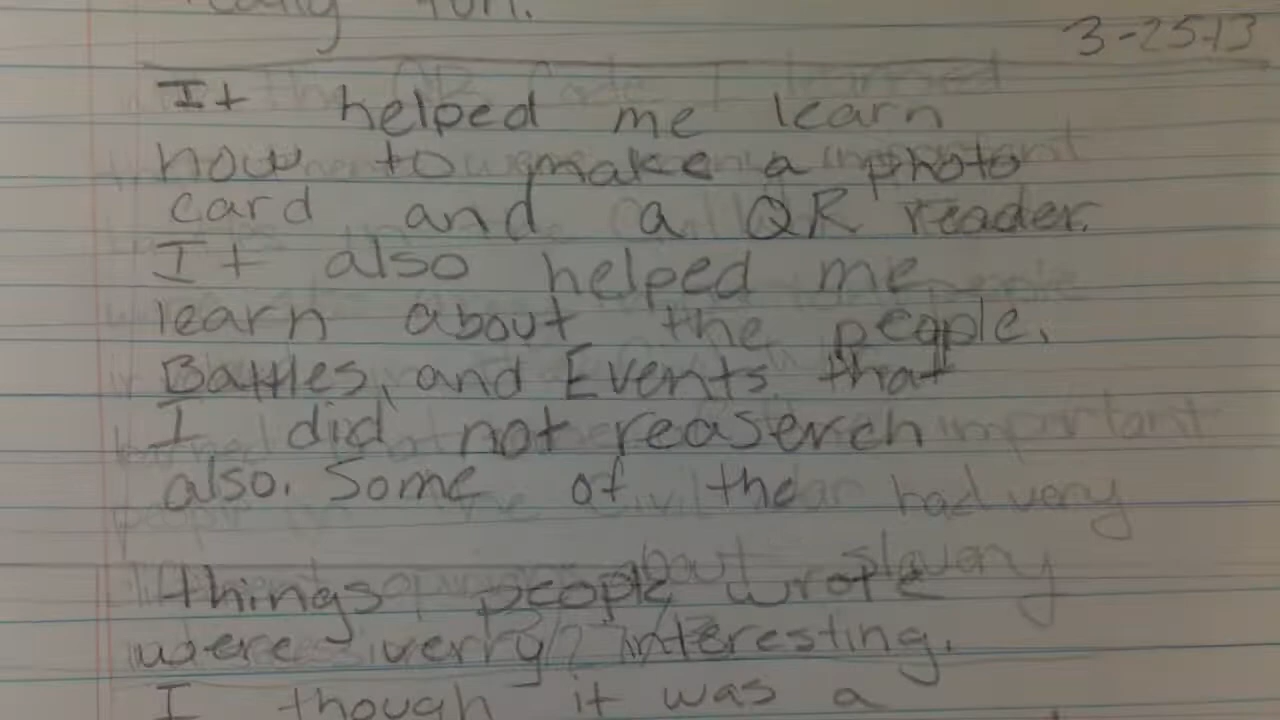 really fun.
3-25-13
It helped me learn
how to make a photo
card and a QR reader.
It also helped me
learn about the people,
Battles, and Events that
I did not reaserch
also. Some of the
things people wrote
were verry interesting.
I though it was a